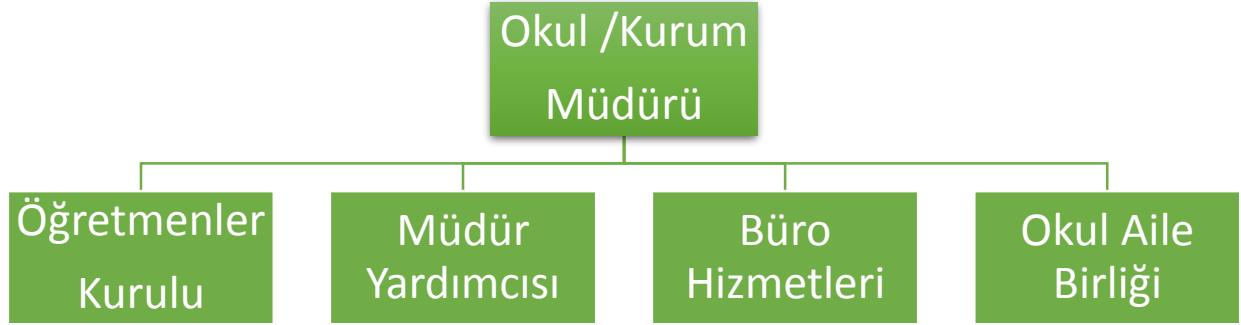 Okul /Kurum
Müdürü
Öğretmenler
Kurulu
Müdür
Yardımcısı
Büro
Hizmetleri
Okul Aile
Birliği